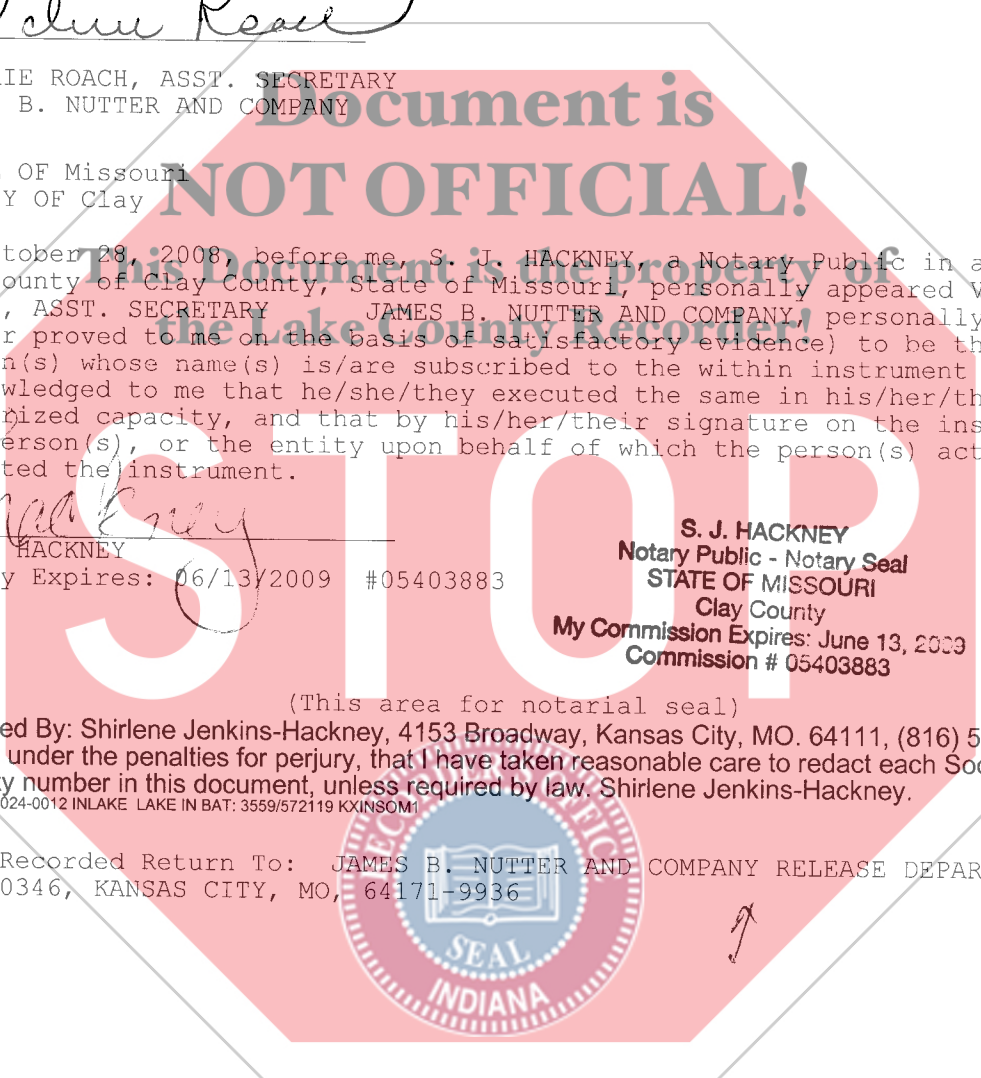 Roach
IE ROACH, ASST. SECRETARY
B. NUTTER AND COMPANY
Document is
OF Missouri
NOT OFFICIAL!
Y OF Clay
tober 28, 2008, before me, S. J. HACKNEY, a Notary Public in a
This Document is the property of
ounty of Clay County, State of Missouri, personally appeared V
, ASST. SECRETARY JAMES B. NUTTER AND COMPANY, personally
the Lake County Recorder!
r proved to me on the basis of satisfactory evidence) to be th
n(s) whose name(s) is/are subscribed to the within instrument
wledged to me that he/she/they executed the same in his/her/th
rized capacity, and that by his/her/their signature on the ins
erson(s), or the entity upon behalf of which the person(s) act
ted the instrument.
STOP
Hackney
HACKNEY
y Expires: 06/13/2009 #05403883
S. J. HACKNEY
Notary Public - Notary Seal
STATE OF MISSOURI
Clay County
My Commission Expires: June 13, 2009
Commission # 05403883
(This area for notarial seal)
ed By: Shirlene Jenkins-Hackney, 4153 Broadway, Kansas City, MO. 64111, (816) 5
under the penalties for perjury, that I have taken reasonable care to redact each Soc
y number in this document, unless required by law. Shirlene Jenkins-Hackney.
024-0012 INLAKE LAKE IN BAT: 3559/572119 KXINSOM1
RECORDER'S OFFICE
Recorded Return To: JAMES B. NUTTER AND COMPANY RELEASE DEPAR
0346, KANSAS CITY, MO, 64171-9936
SEAL
INDIANA